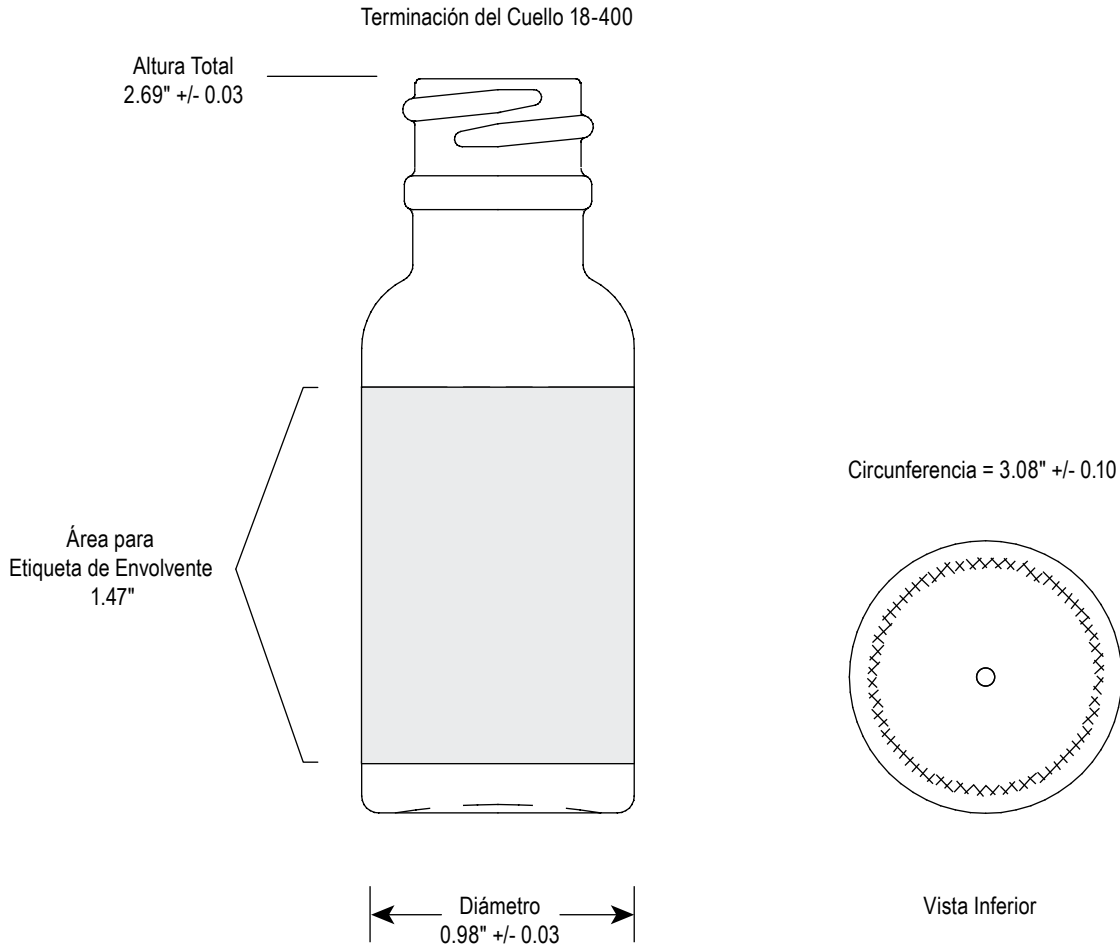 Terminación del Cuello 18-400
Altura Total
2.69" +/- 0.03
Circunferencia = 3.08" +/- 0.10
Área para
Etiqueta de Envolvente
1.47"
Diámetro
0.98" +/- 0.03
Vista Inferior